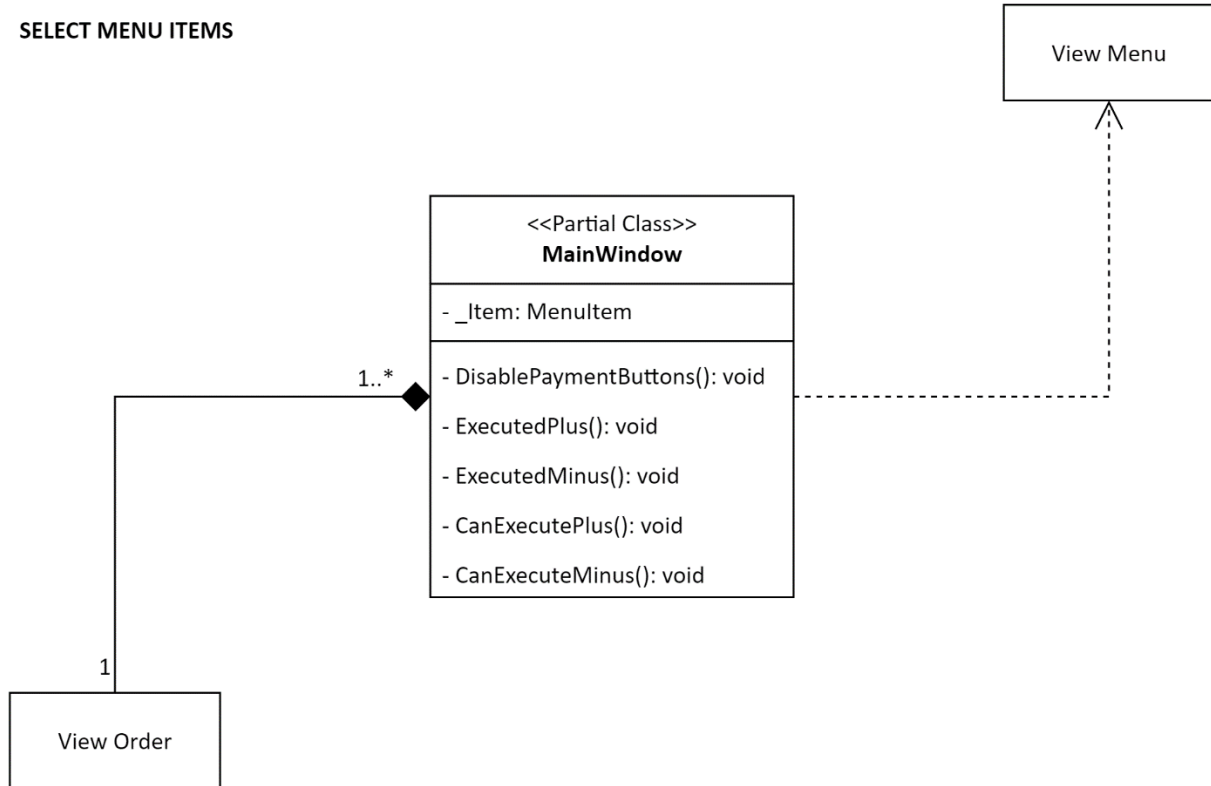 SELECT MENU ITEMS
View Menu
<<Partial Class>>
MainWindow
- _Item: MenuItem
1..*
- DisablePaymentButtons(): void
- ExecutedPlus(): void
- ExecutedMinus(): void
- CanExecutePlus(): void
- CanExecuteMinus(): void
1
View Order